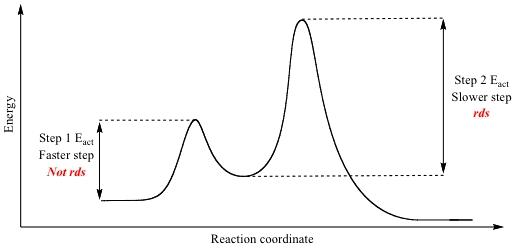 Energy
Step 1 Eact
Faster step
Not rds
Step 2 Eact
Slower step
rds
Reaction coordinate